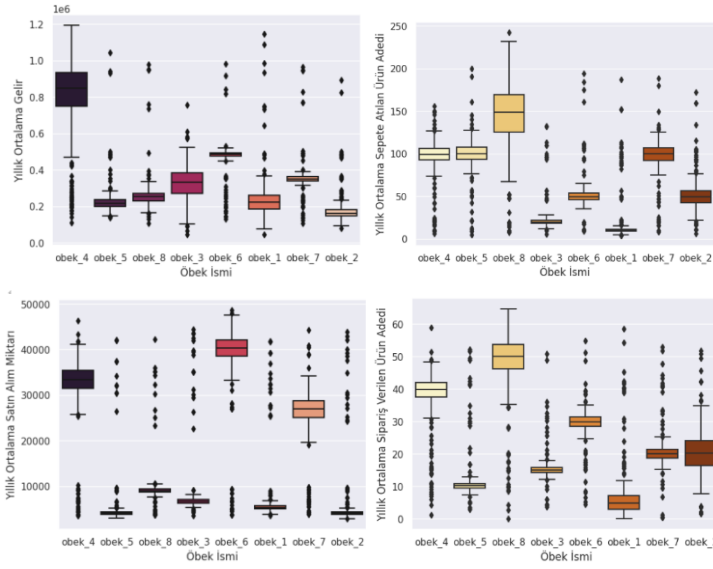 1e6
1.2
1.0
0.8
0.6
0.4
0.2
0.0
Yıllık Ortalama Gelir
obek_4 obek_5 obek_8 obek_3 obek_6 obek_1 obek_7 obek_2
Öbek İsmi
250
200
150
100
50
0
Yıllık Ortalama Sepete Atılan Ürün Adedi
obek_4 obek_5 obek_8 obek_3 obek_6 obek_1 obek_7 obek_2
Öbek İsmi
50000
40000
30000
20000
10000
Yıllık Ortalama Satın Alım Miktarı
obek_4 obek_5 obek_8 obek_3 obek_6 obek_1 obek_7 obek_2
Öbek İsmi
60
50
40
30
20
10
0
Yıllık Ortalama Sipariş Verilen Ürün Adedi
obek_4 obek_5 obek_8 obek_3 obek_6 obek_1 obek_7 obek_
Öbek İsmi